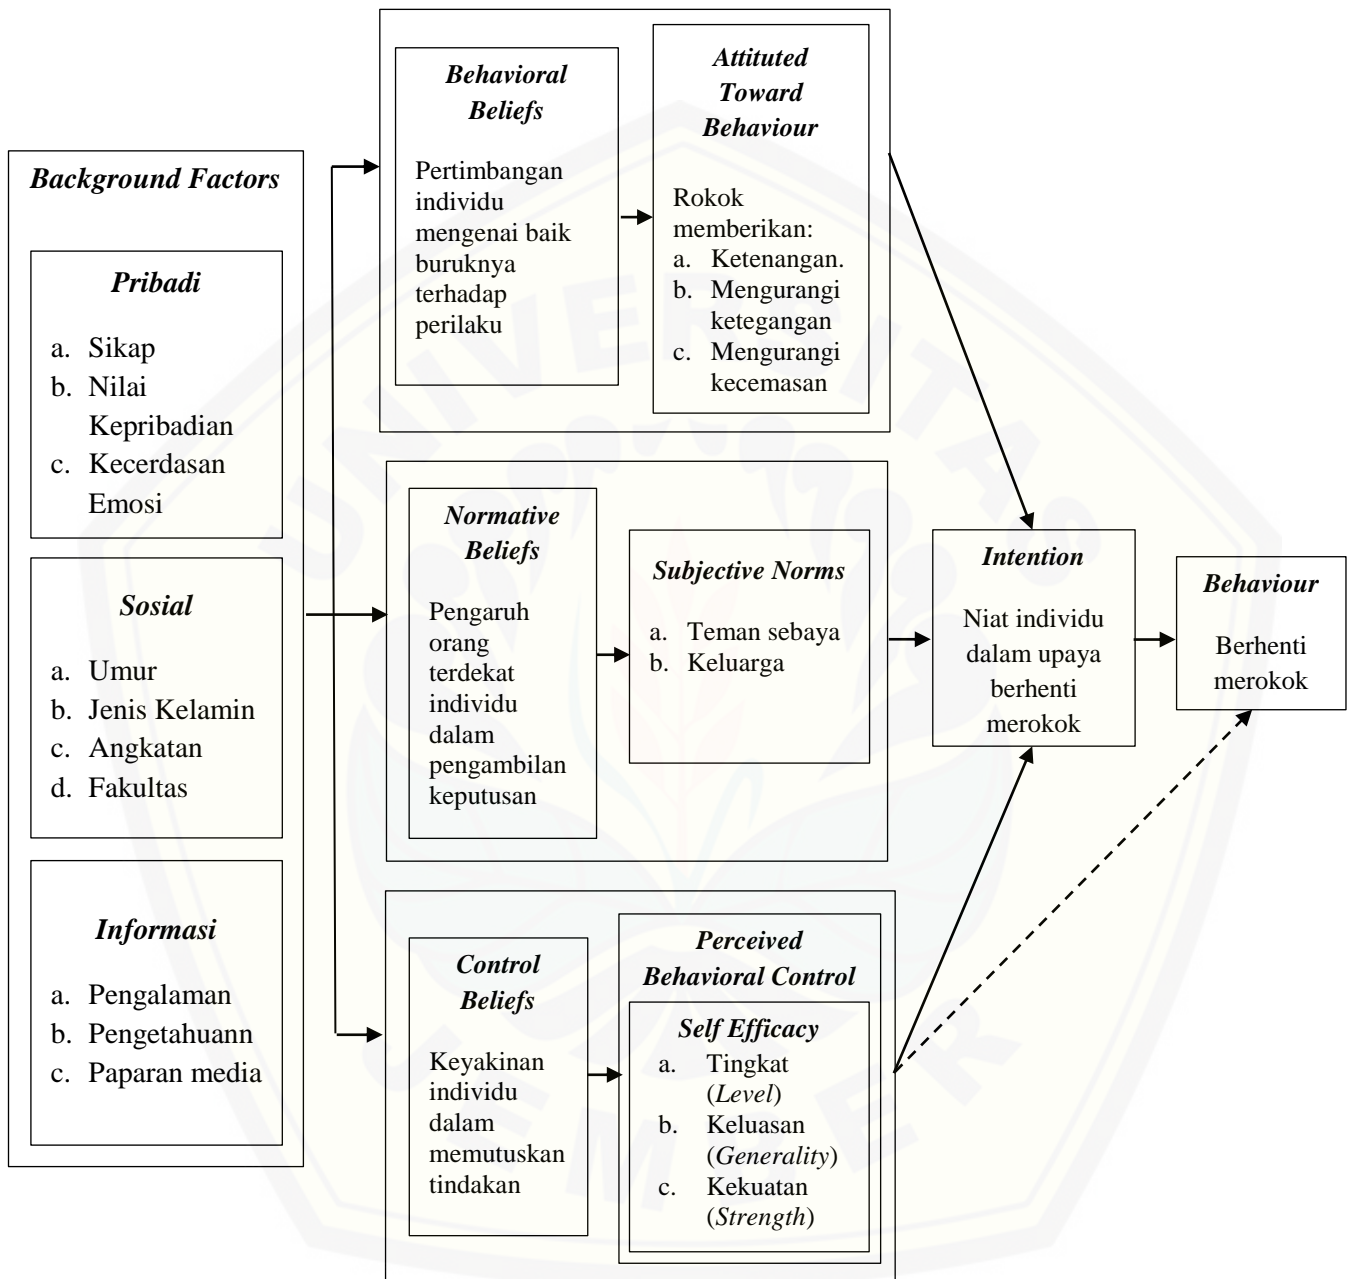 Background Factors
Pribadi
a. Sikap
b. Nilai
Kepribadian
c. Kecerdasan
Emosi
Sosial
a. Umur
b. Jenis Kelamin
c. Angkatan
d. Fakultas
Informasi
a. Pengalaman
b. Pengetahuann
c. Paparan media
Behavioral
Beliefs
Pertimbangan
individu
mengenai baik
buruknya
terhadap
perilaku
Attituted
Toward
Behaviour
Rokok
memberikan:
a. Ketenangan.
b. Mengurangi
ketegangan
c. Mengurangi
kecemasan
Normative
Beliefs
Pengaruh
orang
terdekat
individu
dalam
pengambilan
keputusan
Subjective Norms
a. Teman sebaya
b. Keluarga
Control
Beliefs
Keyakinan
individu
dalam
memutuskan
tindakan
Perceived
Behavioral Control
Self Efficacy
a. Tingkat
(Level)
b. Keluasan
(Generality)
c. Kekuatan
(Strength)
Intention
Niat individu
dalam upaya
berhenti
merokok
Behaviour
Berhenti
merokok
UNIVERSITAS
JEMBER